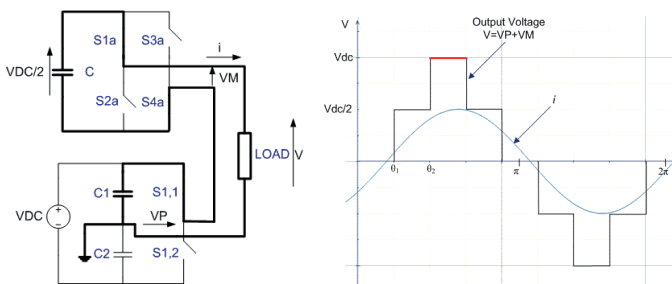 S1a
S3a
i
VDC/2
C
VM
S2a
S4a
LOAD
V
C1
S1,1
VDC
VP
C2
S1,2
V
Output Voltage
V=VP+VM
Vdc
Vdc/2
i
θ1
θ2
π
2π